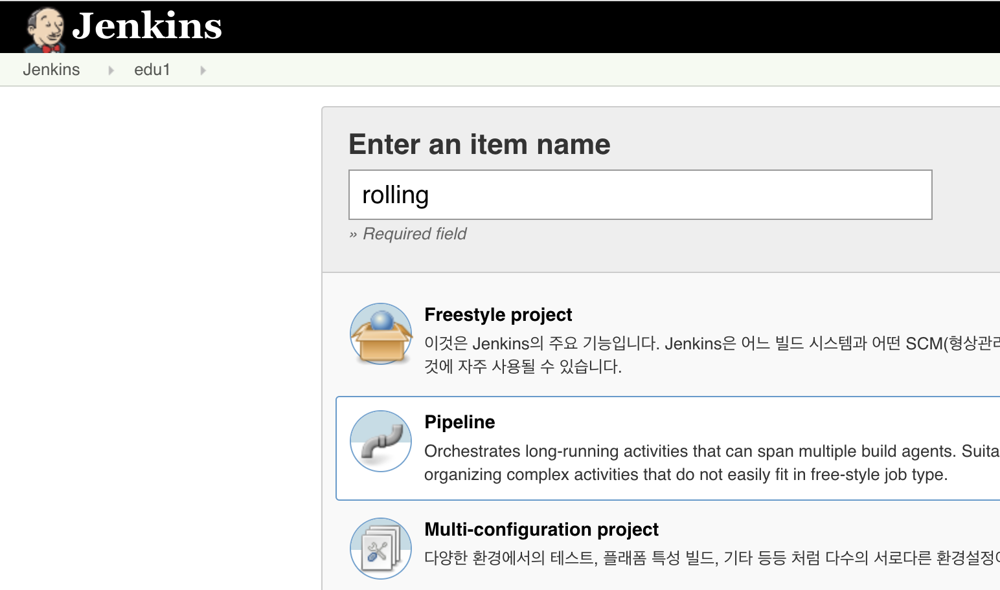 Jenkins
Jenkins
edu1
Enter an item name
rolling
» Required field
Freestyle project
이것은 Jenkins의 주요 기능입니다. Jenkins은 어느 빌드 시스템과 어떤 SCM(형상관리
것에 자주 사용될 수 있습니다.
Pipeline
Orchestrates long-running activities that can span multiple build agents. Suita
organizing complex activities that do not easily fit in free-style job type.
Multi-configuration project
다양한 환경에서의 테스트, 플래폼 특성 빌드, 기타 등등 처럼 다수의 서로다른 환경설정이